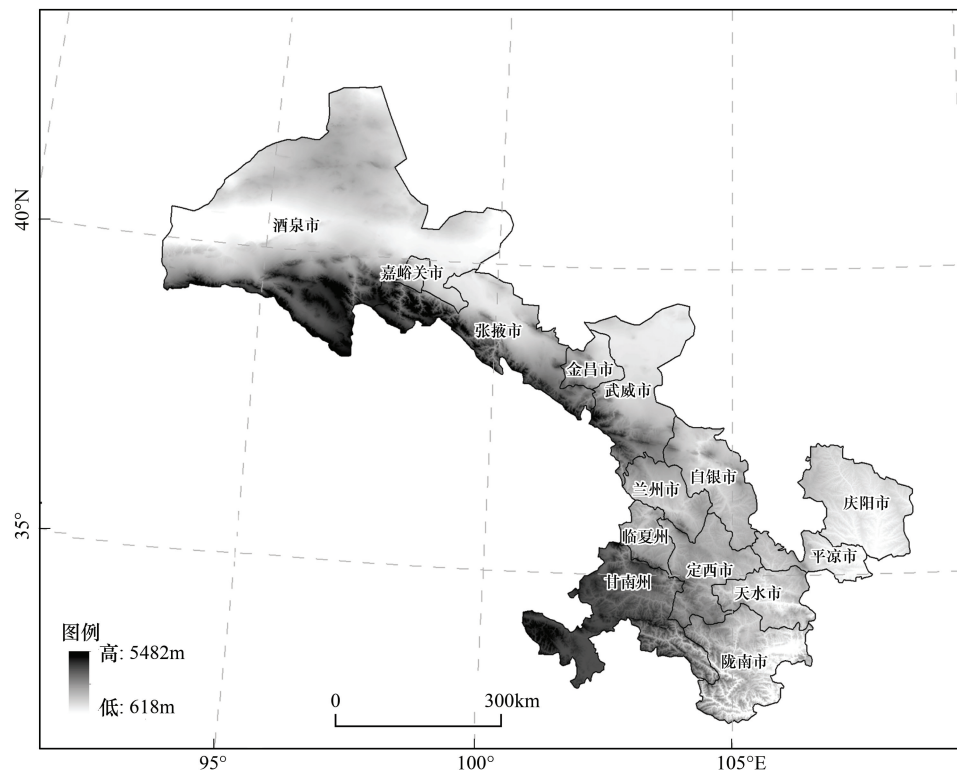 40°N
35°
酒泉市
嘉峪关市
张掖市
金昌市
武威市
白银市
兰州市
庆阳市
临夏州
平凉市
定西市
甘南州
天水市
陇南市
图例
高: 5482m
低: 618m
0 300km
95° 100° 105°E